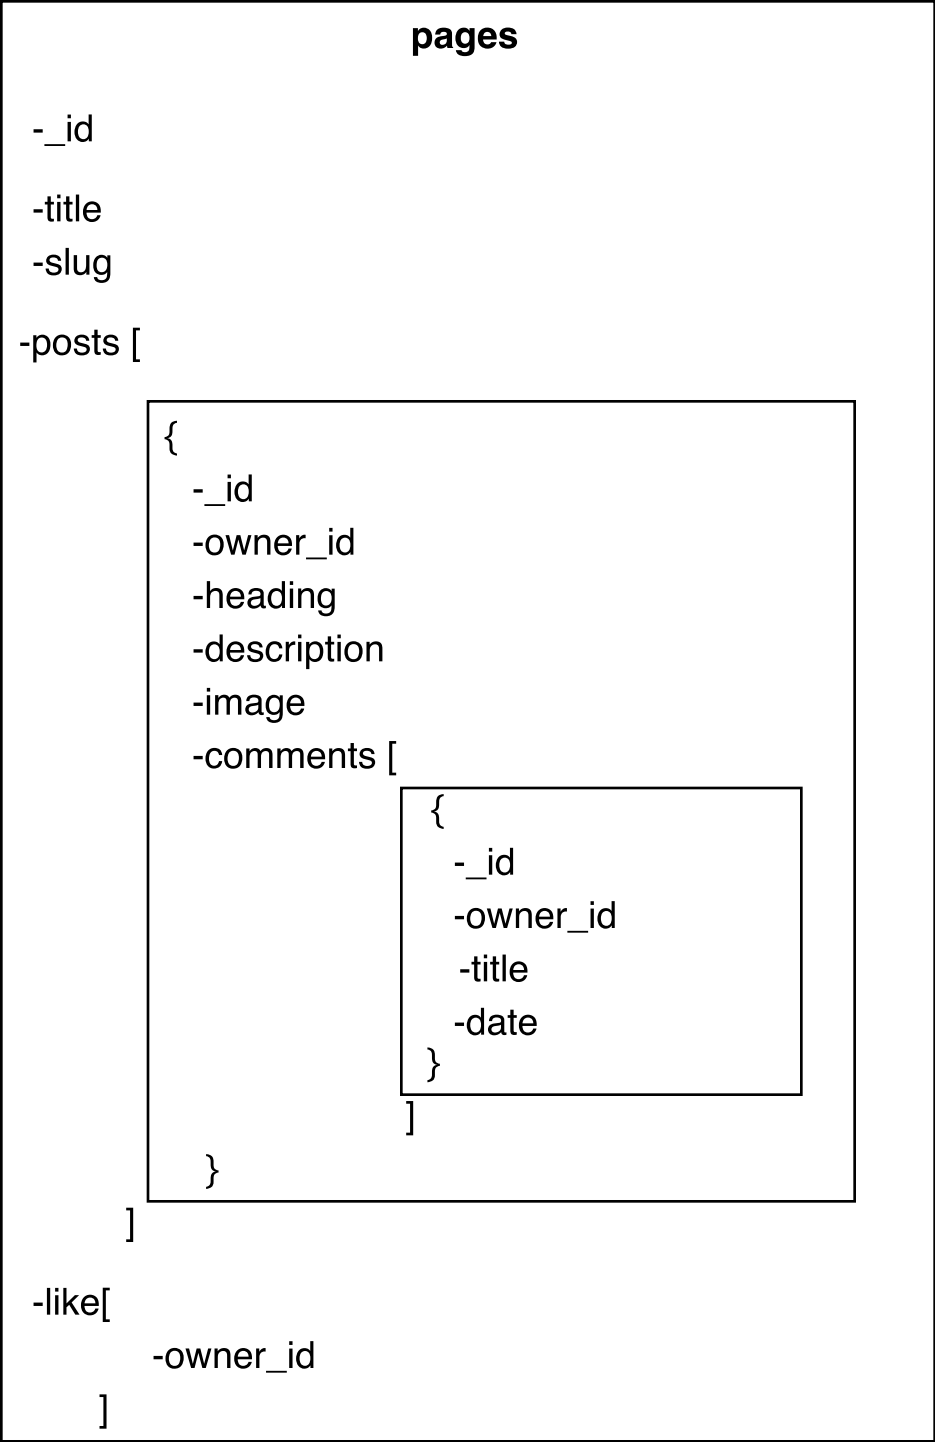 pages
-_id
-title
-slug
-posts [
{
-_id
-owner_id
-heading
-description
-image
-comments [
{
-_id
-owner_id
-title
-date
}
]
}
]
-like[
-owner_id
]